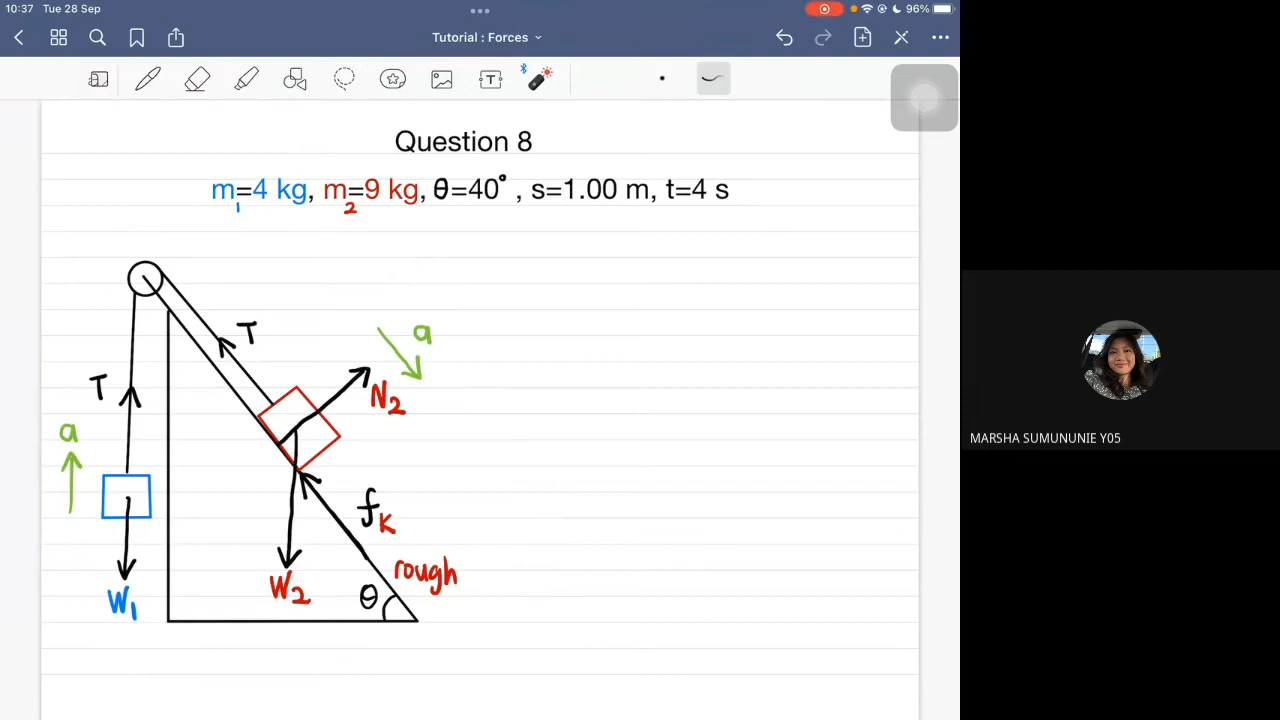 10:37 Tue 28 Sep
96%
Tutorial : Forces
T
Question 8
m₁=4 kg, m₂=9 kg, θ=40°, s=1.00 m, t=4 s
T
a
T
N₂
a
fₖ
rough
W₂
θ
W₁
MARSHA SUMUNUNIE Y05